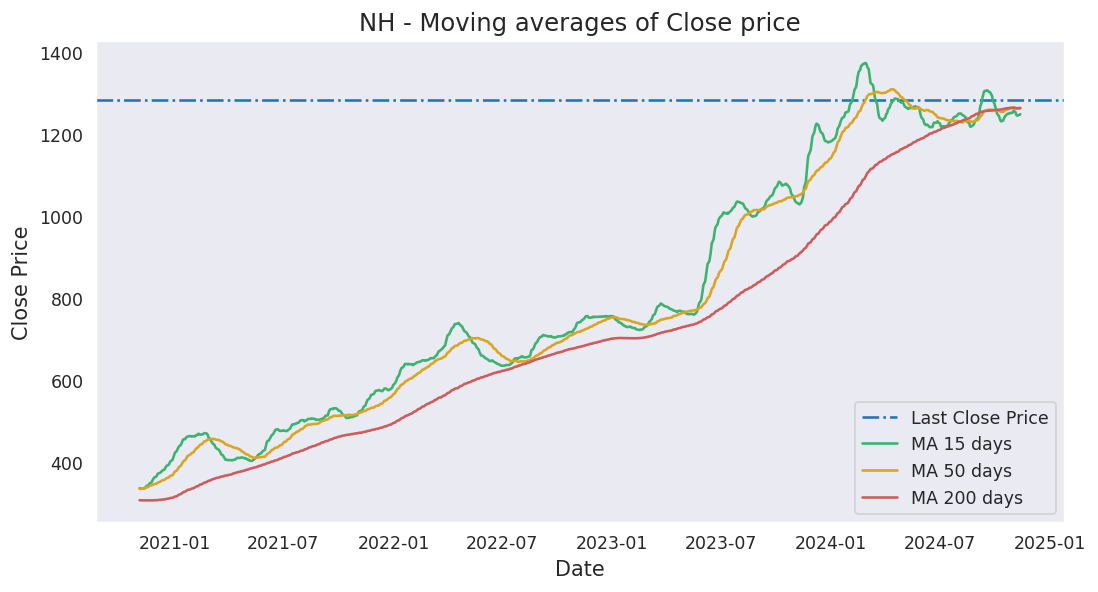 NH - Moving averages of Close price
1400
1200
1000
800
600
400
Close Price
2021-01 2021-07 2022-01 2022-07 2023-01 2023-07 2024-01 2024-07 2025-01
Date
Last Close Price
MA 15 days
MA 50 days
MA 200 days